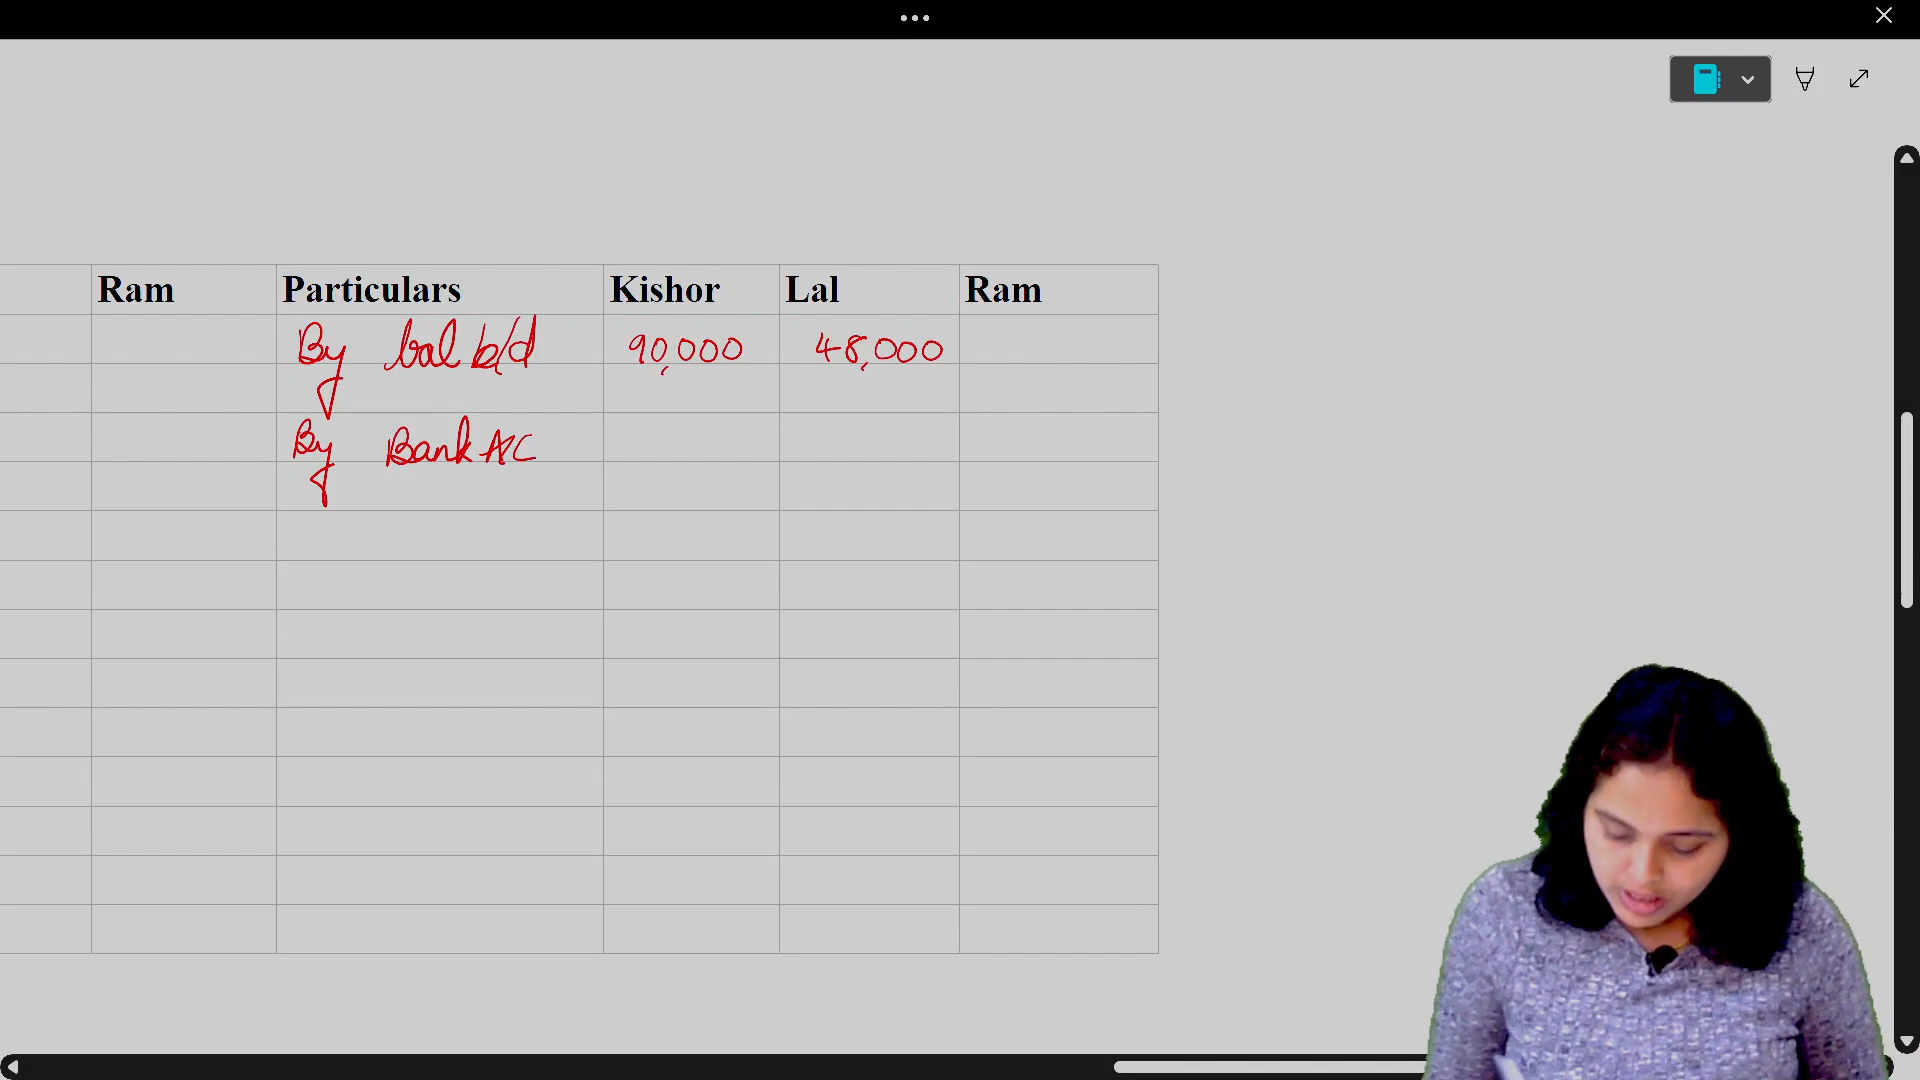 Ram Particulars Kishor Lal Ram
By bal b/d 90,000 48,000
By Bank A/C